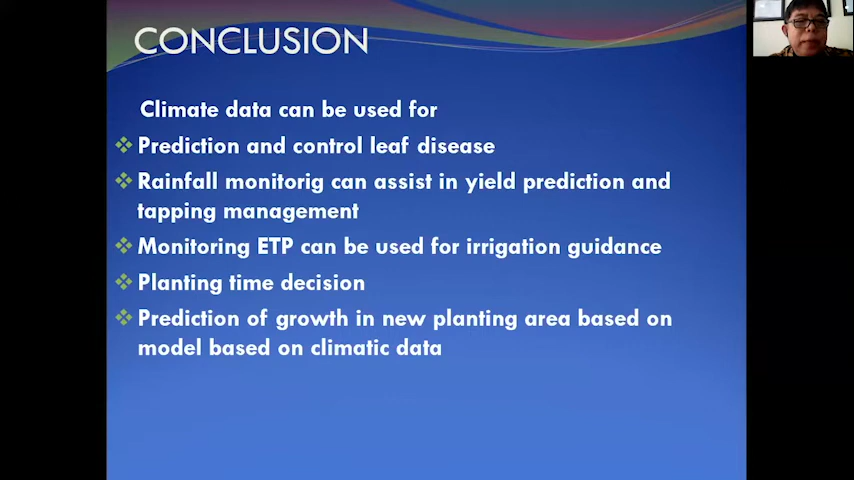 CONCLUSION
Climate data can be used for
Prediction and control leaf disease
Rainfall monitorig can assist in yield prediction and
tapping management
Monitoring ETP can be used for irrigation guidance
Planting time decision
Prediction of growth in new planting area based on
model based on climatic data